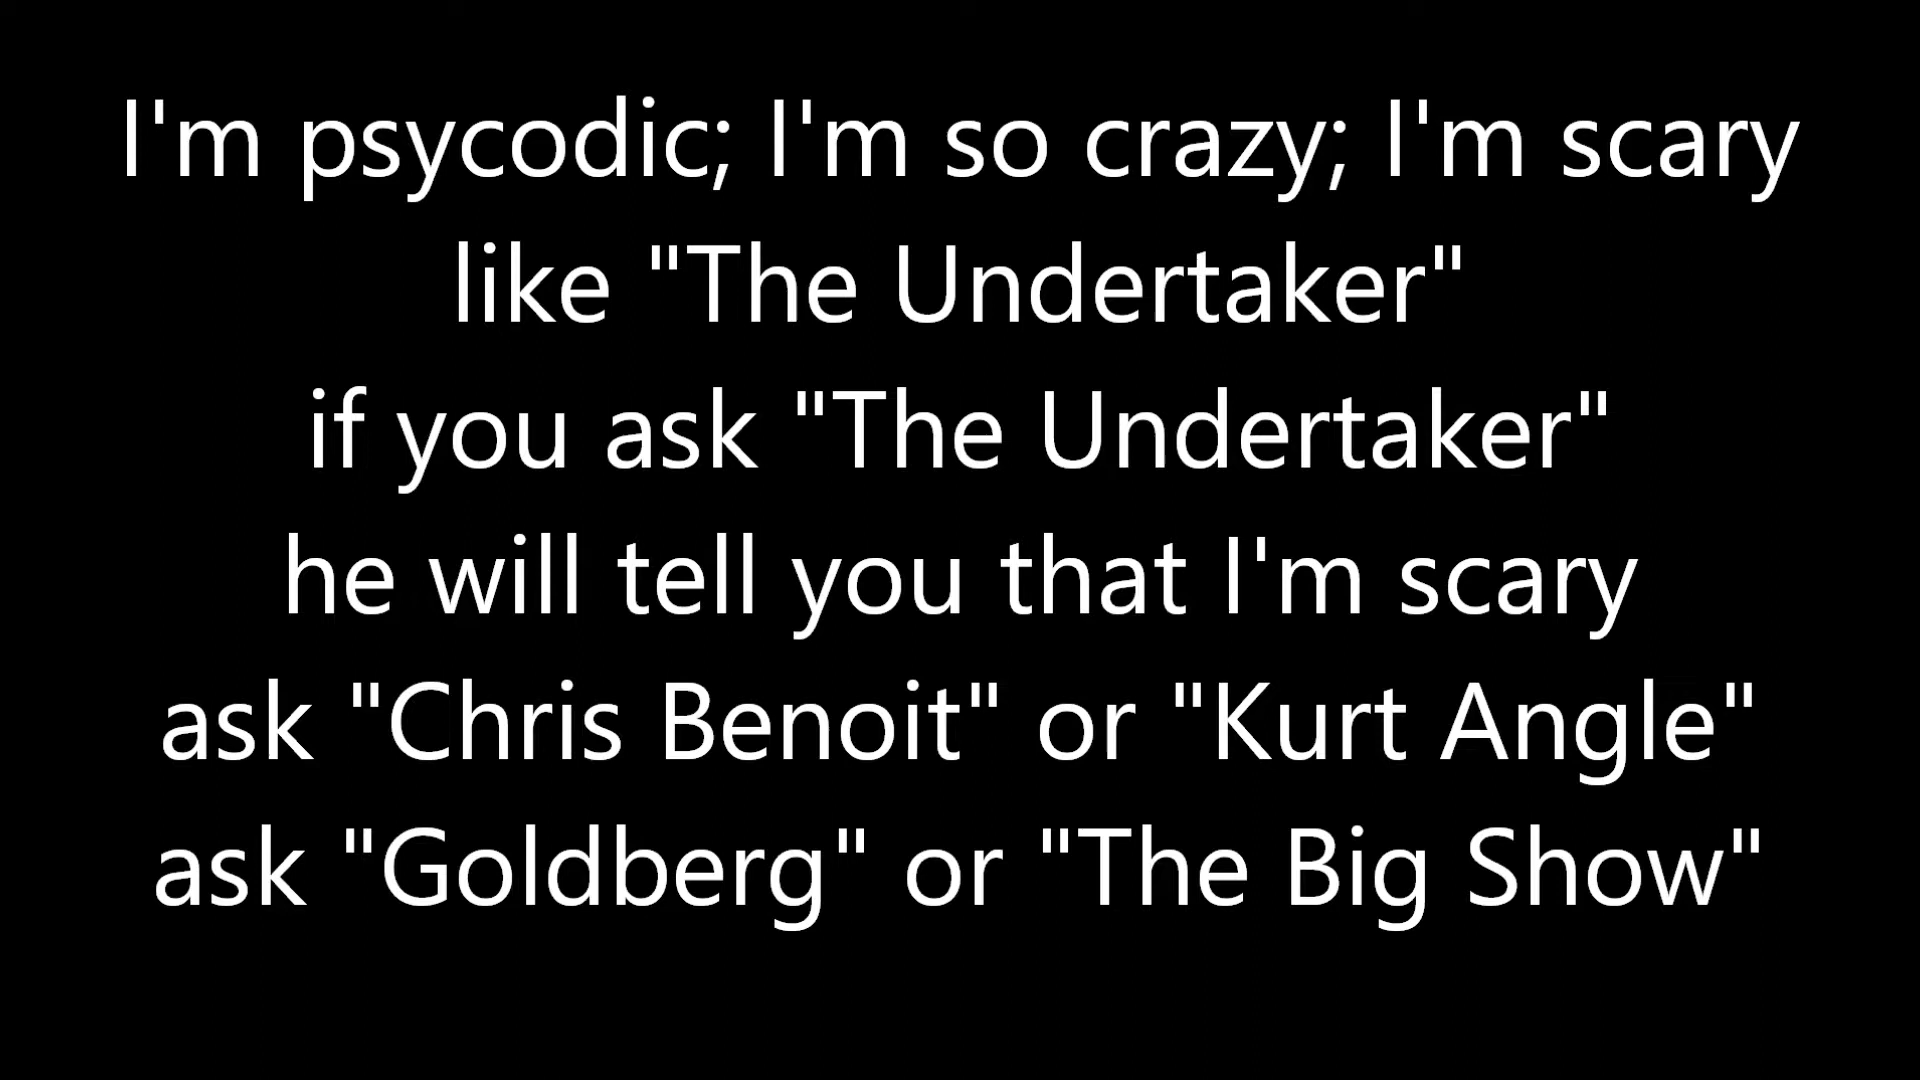 I'm psycodic; I'm so crazy; I'm scary
like "The Undertaker"
if you ask "The Undertaker"
he will tell you that I'm scary
ask "Chris Benoit" or "Kurt Angle"
ask "Goldberg" or "The Big Show"